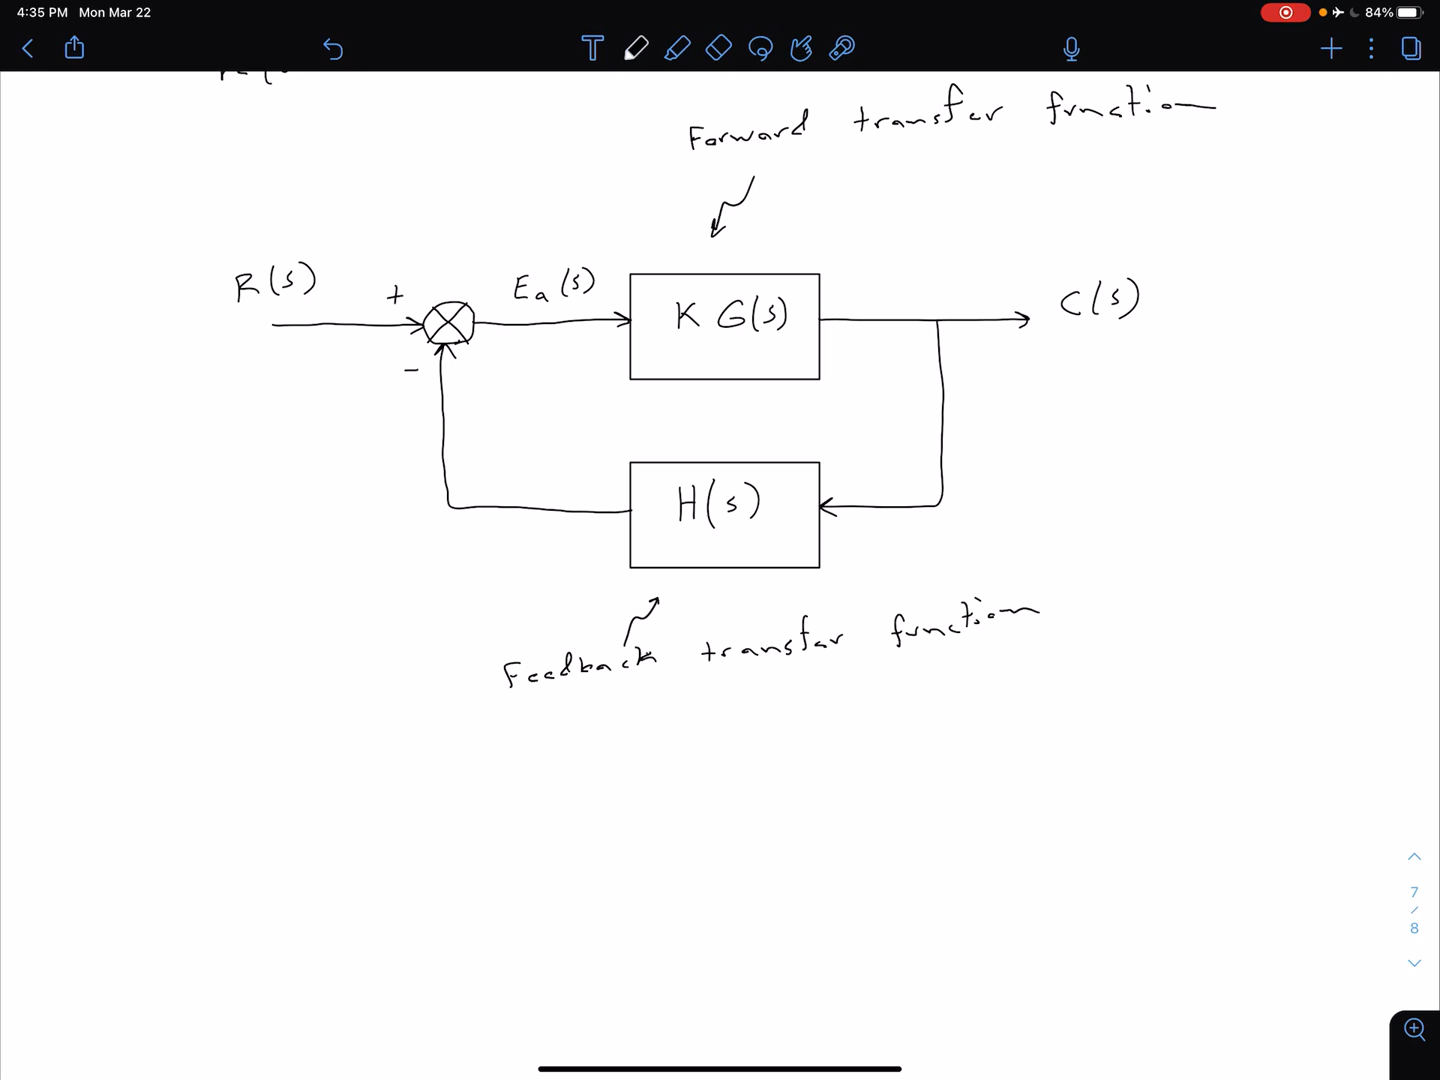 4:35 PM Mon Mar 22
84%
Forward transfer function
R(s)
+
Ea(s)
K G(s)
C(s)
-
H(s)
Feedback transfer function
7
/
8